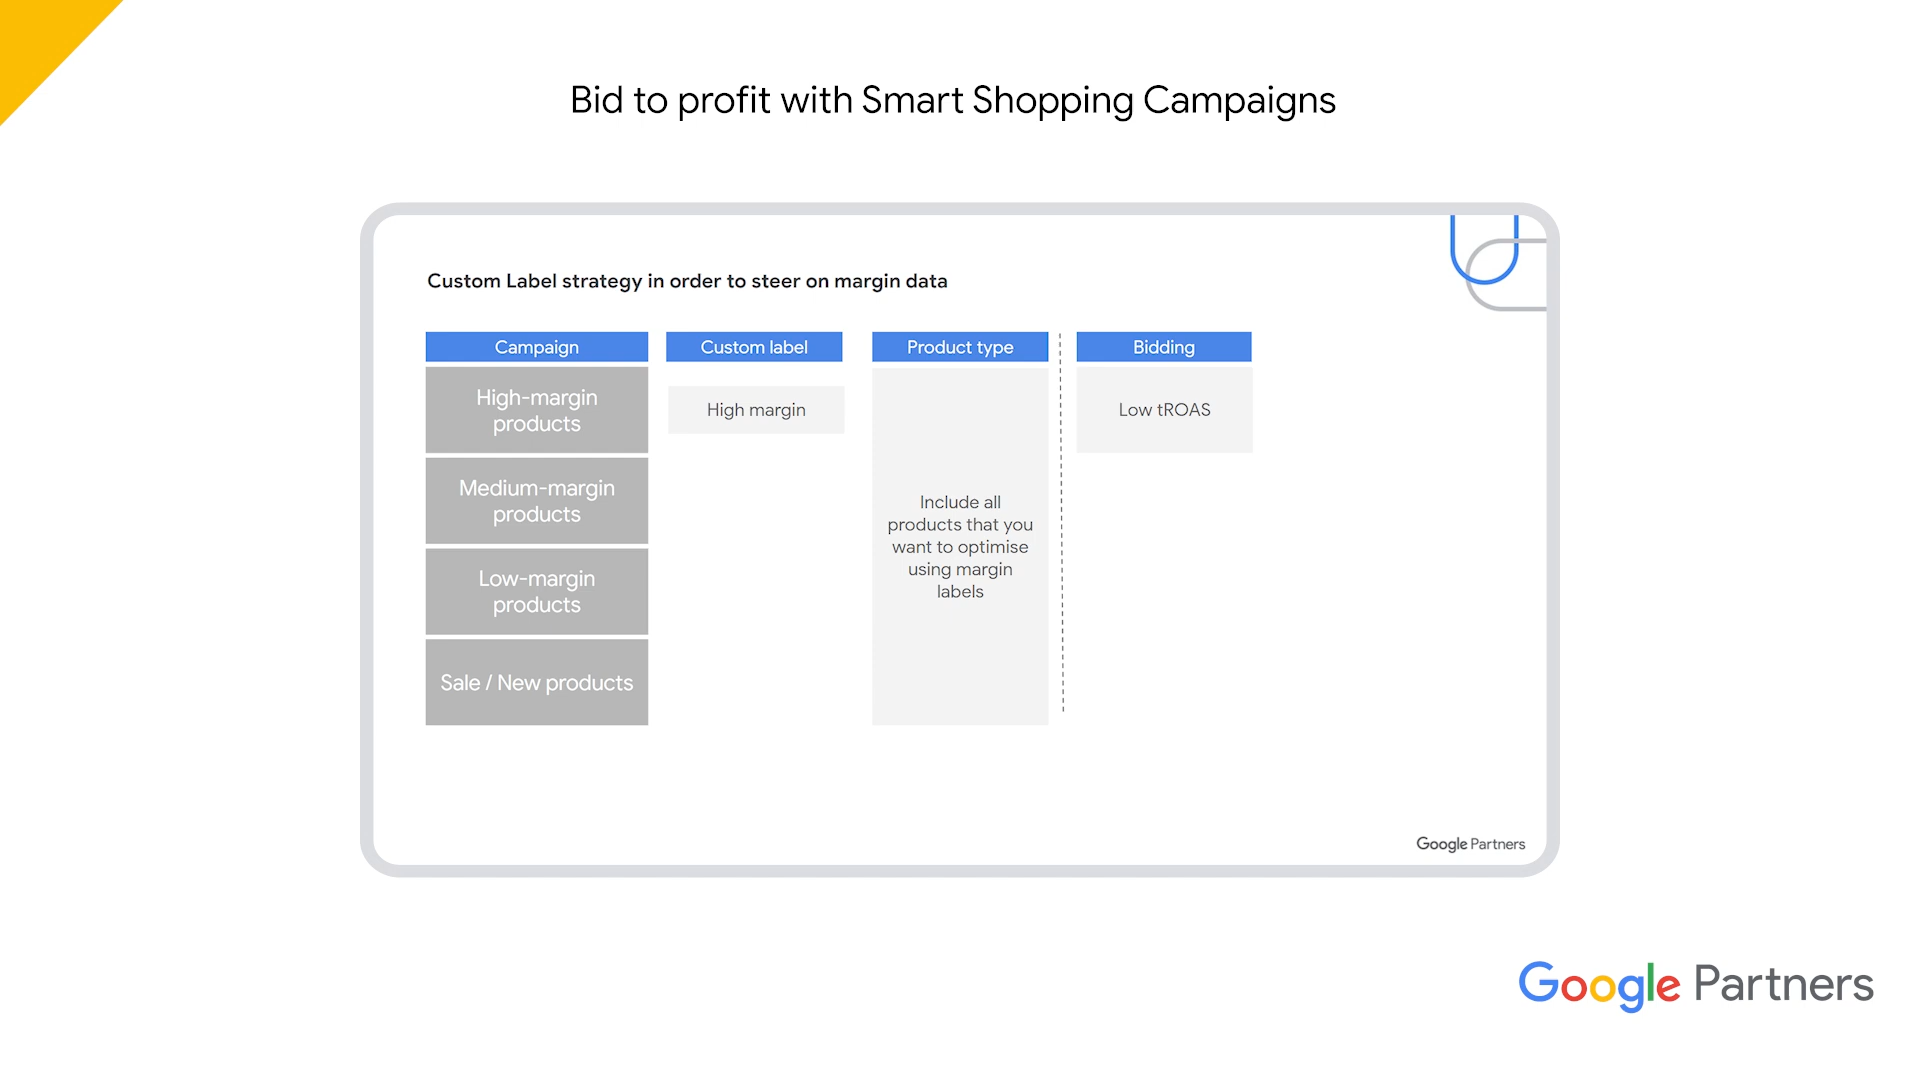 Bid to profit with Smart Shopping Campaigns
Custom Label strategy in order to steer on margin data
Campaign
Custom label
Product type
Bidding
High-margin
products
High margin
Low tROAS
Medium-margin
products
Include all
products that you
want to optimise
using margin
labels
Low-margin
products
Sale / New products
Google Partners
Google Partners